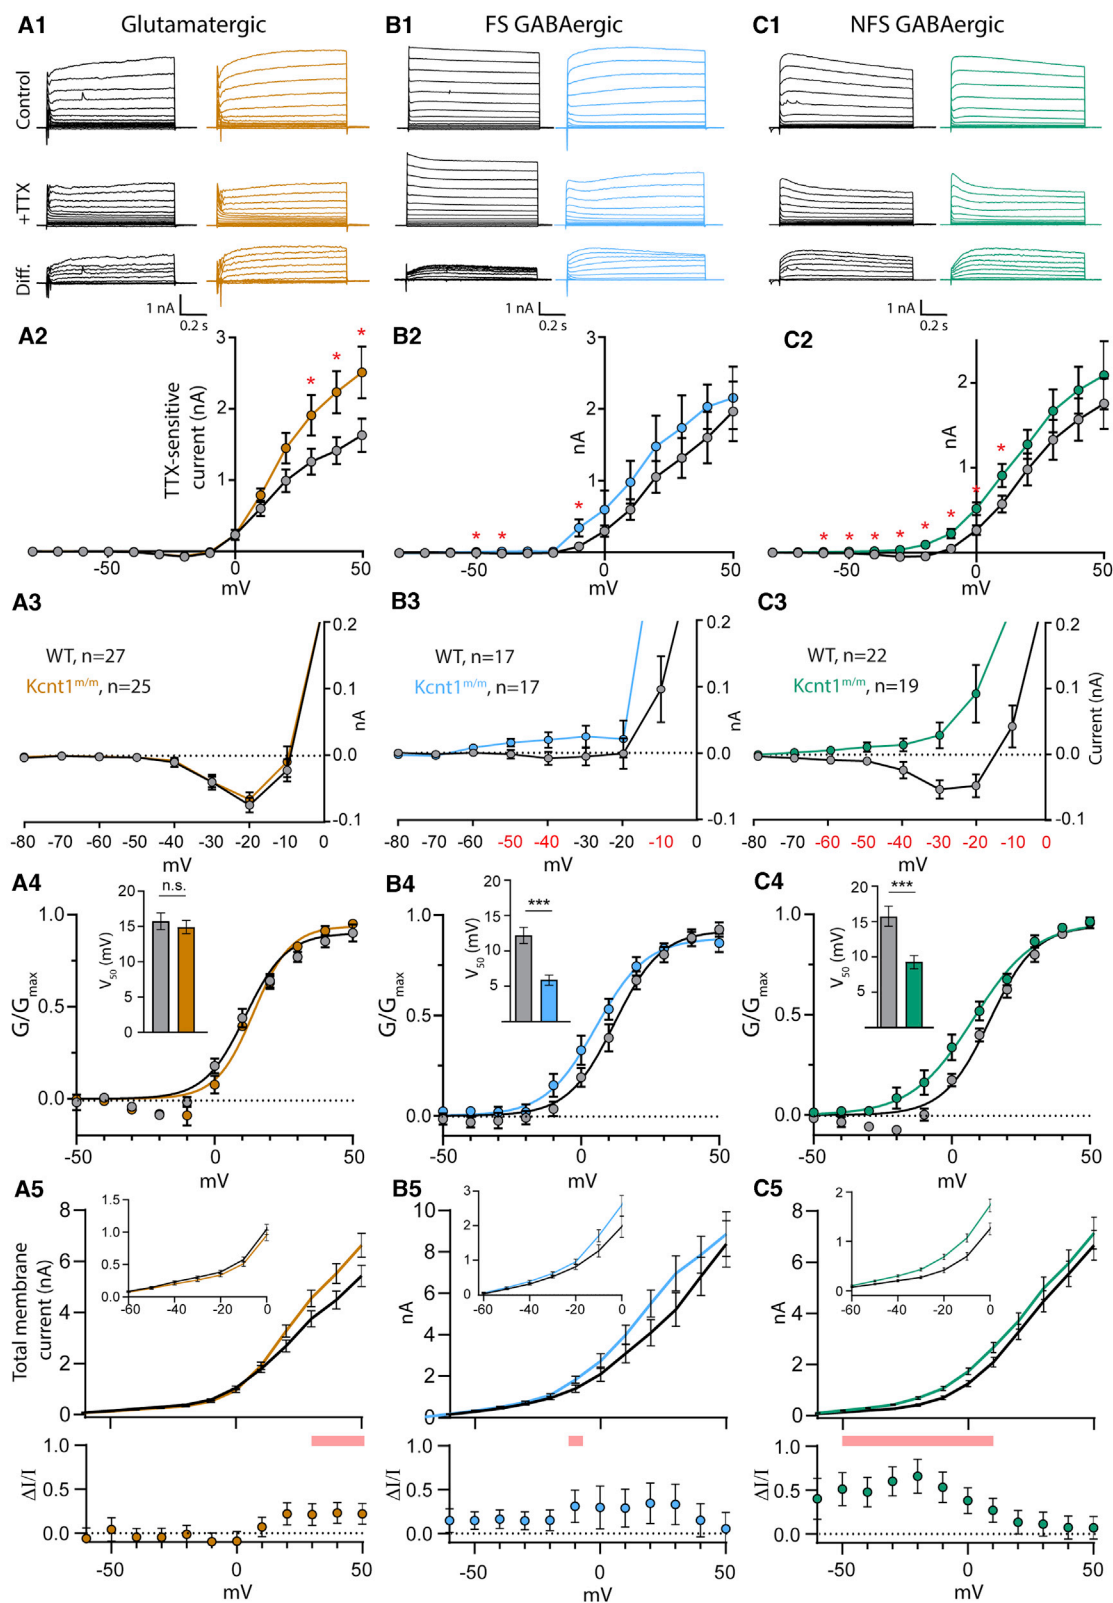 A1 Glutamatergic B1 FS GABAergic C1 NFS GABAergic
Control
+TTX
Diff.
1 nA
0.2 s
1 nA
0.2 s
1 nA
0.2 s
A2
TTX-sensitive
current (nA)
3
2
1
* * *
-50 0 50
mV
B2
nA
3
2
1
* * *
-50 0 50
mV
C2
nA
2
1
* * * * * * * *
-50 0 50
mV
A3
WT, n=27
Kcnt1m/m, n=25
0.2
0.1
0.0
-0.1
nA
-80 -70 -60 -50 -40 -30 -20 -10 0
mV
B3
WT, n=17
Kcnt1m/m, n=17
0.2
0.1
0.0
-0.1
nA
-80 -70 -60 -50 -40 -30 -20 -10 0
mV
C3
WT, n=22
Kcnt1m/m, n=19
0.2
0.1
0.0
-0.1
Current (nA)
-80 -70 -60 -50 -40 -30 -20 -10 0
mV
A4
G/Gmax
1.0
0.5
0.0
V50 (mV)
20
15
10
5
0
n.s.
-50 0 50
mV
B4
G/Gmax
1.0
0.5
0.0
V50 (mV)
20
15
10
5
***
-50 0 50
mV
C4
G/Gmax
1.0
0.5
0.0
V50 (mV)
20
15
10
5
***
-50 0 50
mV
A5
Total membrane
current (nA)
8
6
4
2
0
1.5
1.0
0.5
0.0
-60 -40 -20 0
B5
nA
10
8
6
4
2
0
3
2
1
0
-60 -40 -20 0
C5
nA
8
6
4
2
0
2
1
0
-60 -40 -20 0
ΔI/I
1.0
0.5
0.0
-50 0 50
mV
ΔI/I
1.0
0.5
0.0
-50 0 50
mV
ΔI/I
1.0
0.5
0.0
-50 0 50
mV